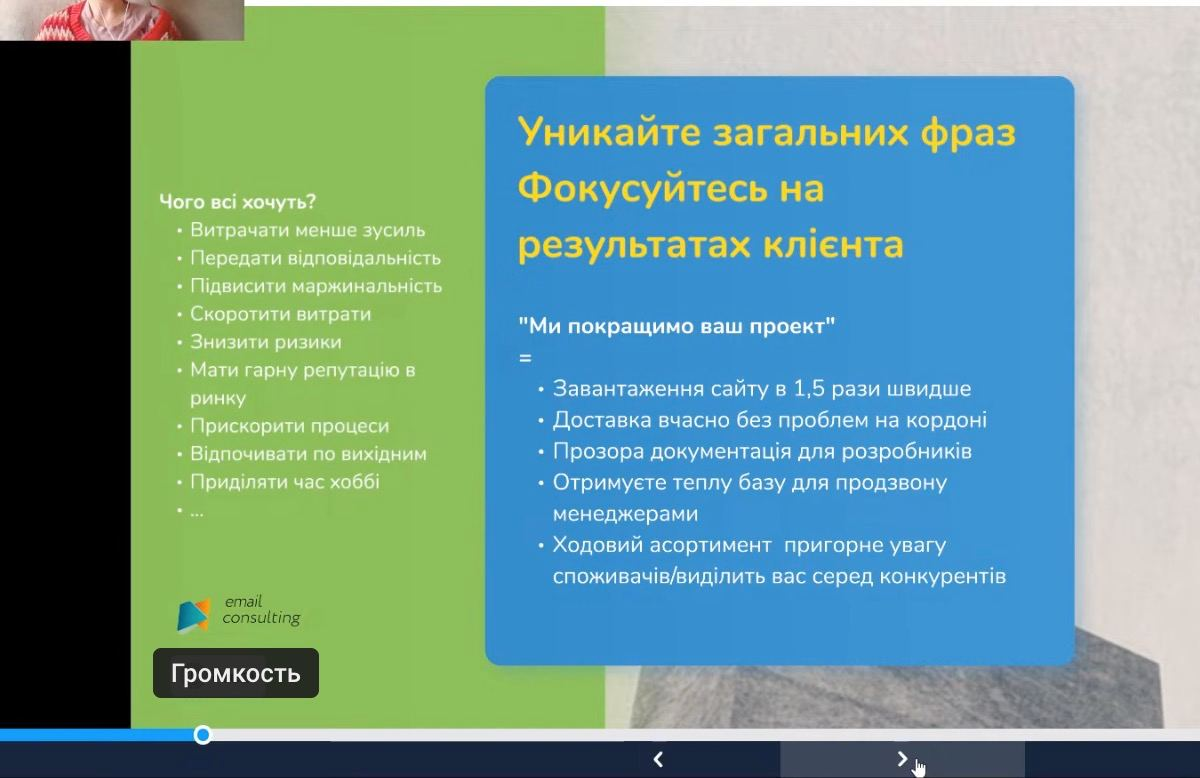 Чого всі хочуть?
• Витрачати менше зусиль
• Передати відповідальність
• Підвисити маржинальність
• Скоротити витрати
• Знизити ризики
• Мати гарну репутацію в
ринку
• Прискорити процеси
• Відпочивати по вихідним
• Приділяти час хоббі
• ...
email
consulting
Громкость
Уникайте загальних фраз
Фокусуйтесь на
результатах клієнта
"Ми покращимо ваш проект"
=
• Завантаження сайту в 1,5 рази швидше
• Доставка вчасно без проблем на кордоні
• Прозора документація для розробників
• Отримуєте теплу базу для продзвону
менеджерами
• Ходовий асортимент пригорне увагу
споживачів/виділить вас серед конкурентів